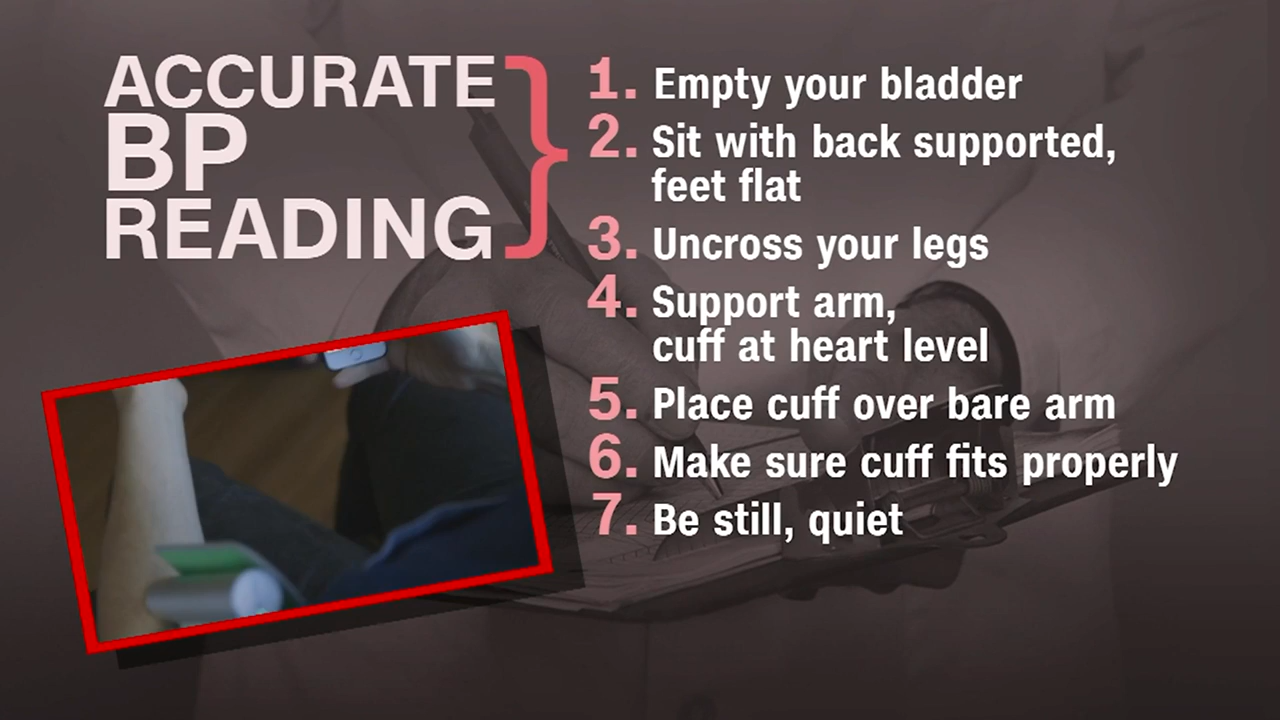 ACCURATE
BP
READING
1. Empty your bladder
2. Sit with back supported,
feet flat
3. Uncross your legs
4. Support arm,
cuff at heart level
5. Place cuff over bare arm
6. Make sure cuff fits properly
7. Be still, quiet